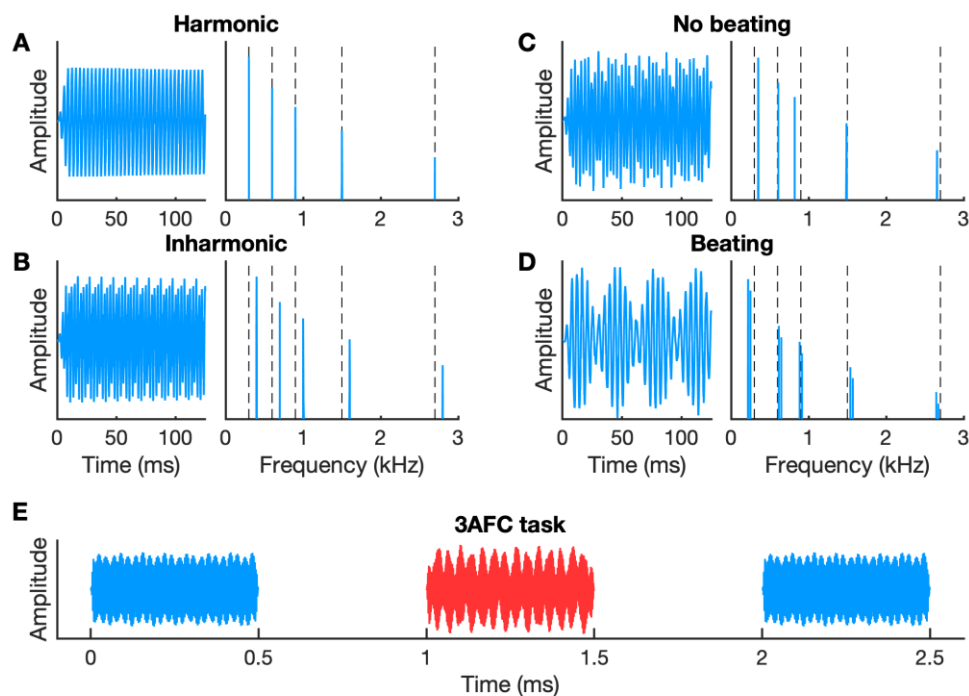 Harmonic
No beating
A
C
Amplitude
Amplitude
0 50 100
0 1 2 3
0 50 100
0 1 2 3
Inharmonic
Beating
B
D
Amplitude
Amplitude
0 50 100
0 1 2 3
0 50 100
0 1 2 3
Time (ms)
Frequency (kHz)
Time (ms)
Frequency (kHz)
E
3AFC task
Amplitude
0 0.5 1 1.5 2 2.5
Time (ms)